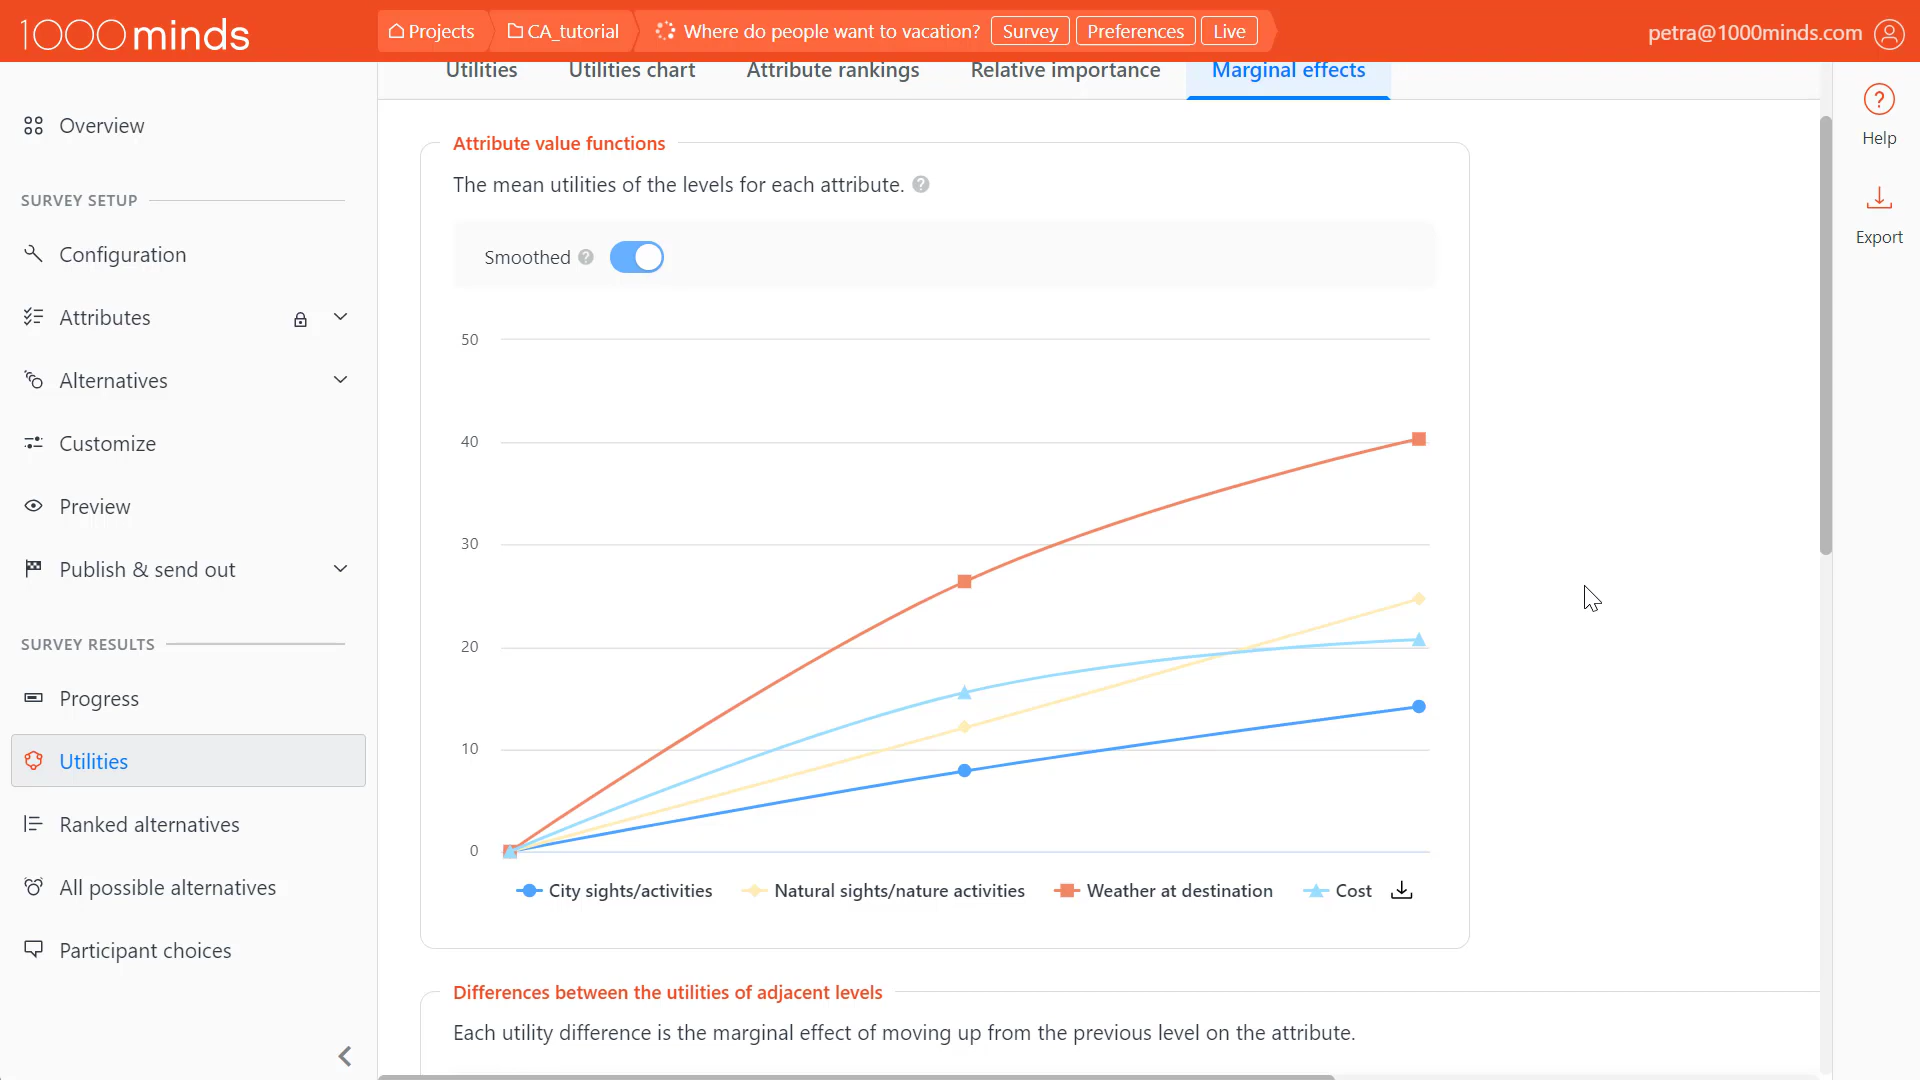 1000minds
Projects
CA_tutorial
Where do people want to vacation?
Survey
Preferences
Live
petra@1000minds.com
Utilities
Utilities chart
Attribute rankings
Relative importance
Marginal effects
Help
Export
Overview
SURVEY SETUP
Configuration
Attributes
Alternatives
Customize
Preview
Publish & send out
SURVEY RESULTS
Progress
Utilities
Ranked alternatives
All possible alternatives
Participant choices
Attribute value functions
The mean utilities of the levels for each attribute. ?
Smoothed ?
50
40
30
20
10
0
City sights/activities
Natural sights/nature activities
Weather at destination
Cost
Differences between the utilities of adjacent levels
Each utility difference is the marginal effect of moving up from the previous level on the attribute.